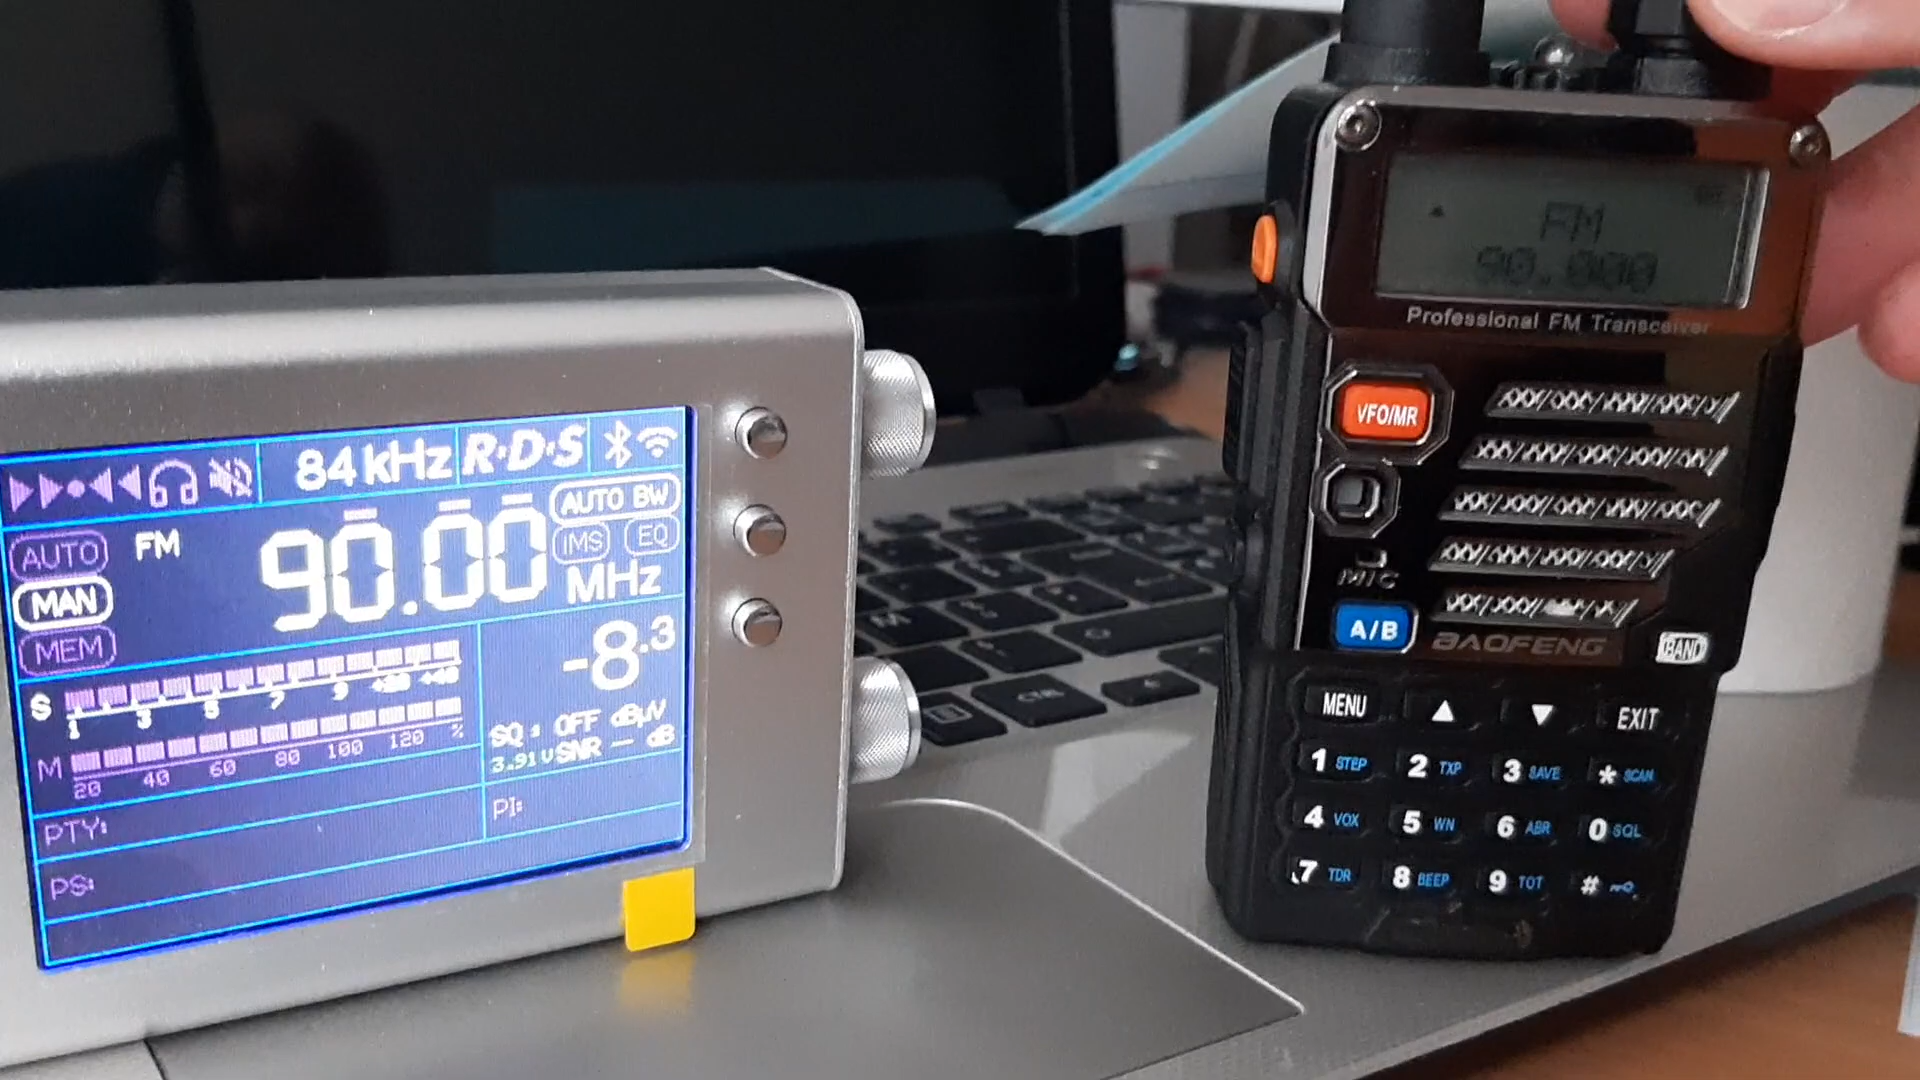 84kHz R·D·S
AUTO BW
AUTO
FM
90.00
iMS
EQ
MAN
MHz
MEM
-8.3
S
1 3 5 7 9 +20 +40
SQ: OFF dBµV
M
20 40 60 80 100 120 %
3.91V SNR -- dB
PTY:
PI:
PS:
FM
90.000
Professional FM Transceiver
VFO/MR
MIC
A/B
BAOFENG
BAND
MENU
EXIT
1 STEP 2 TXP 3 SAVE * SCAN
4 VOX 5 WN 6 ABR 0 SQL
7 TDR 8 BEEP 9 TOT #
CTRL